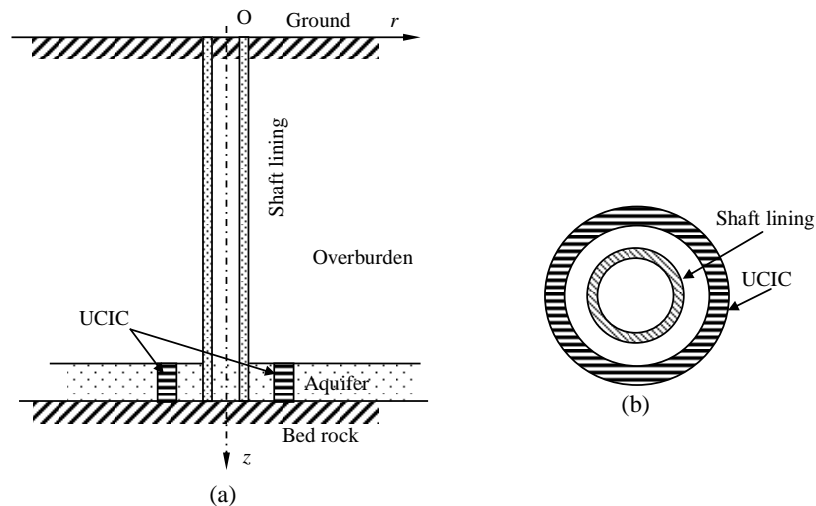 O
Ground
r
Shaft lining
Overburden
UCIC
Aquifer
Bed rock
z
(a)
Shaft lining
UCIC
(b)